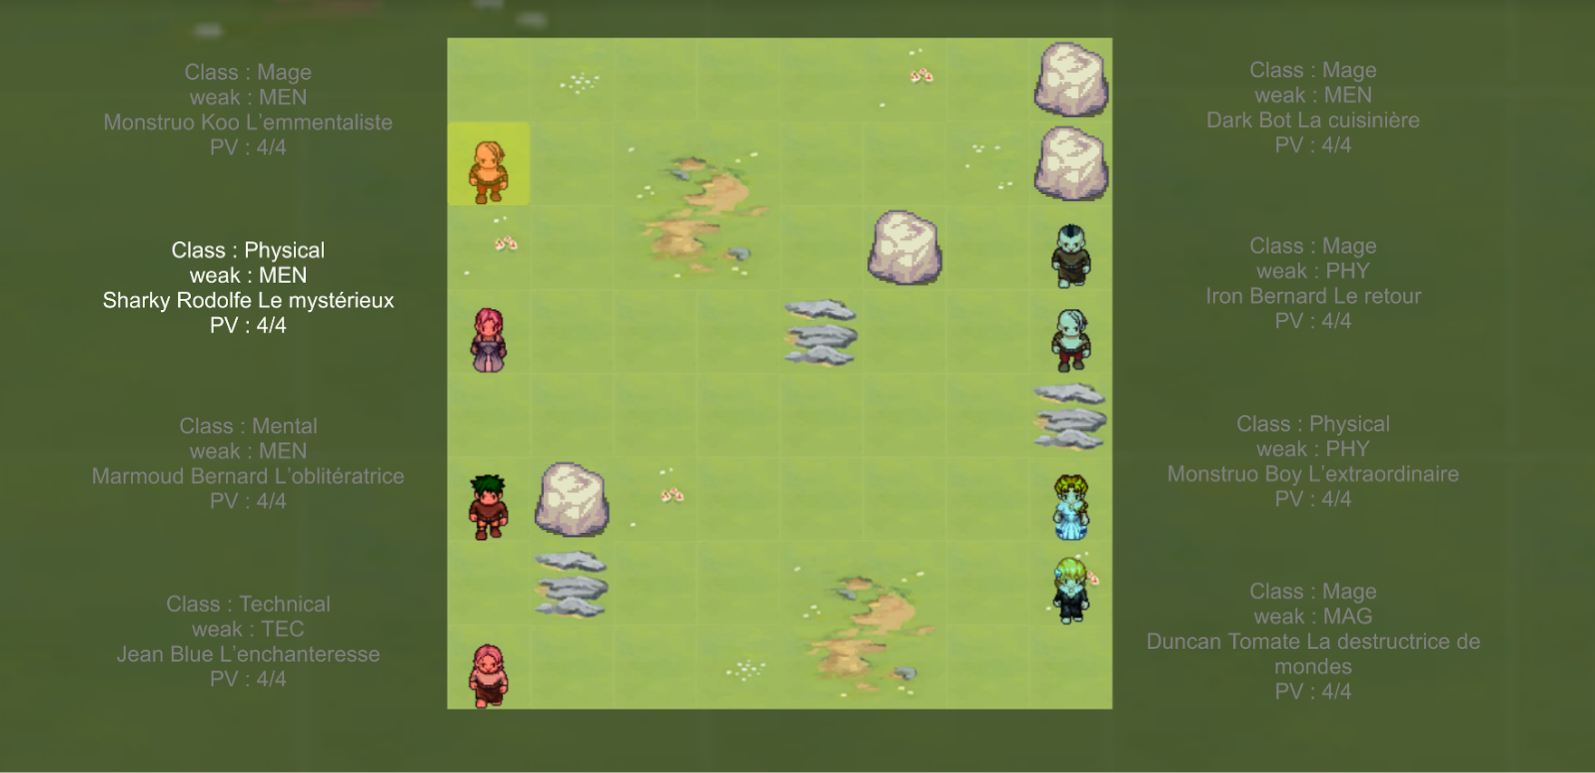 Class : Mage
weak : MEN
Monstruo Koo L'emmentaliste
PV : 4/4
Class : Physical
weak : MEN
Sharky Rodolfe Le mystérieux
PV : 4/4
Class : Mental
weak : MEN
Marmoud Bernard L'oblitératrice
PV : 4/4
Class : Technical
weak : TEC
Jean Blue L'enchanteresse
PV : 4/4
Class : Mage
weak : MEN
Dark Bot La cuisinière
PV : 4/4
Class : Mage
weak : PHY
Iron Bernard Le retour
PV : 4/4
Class : Physical
weak : PHY
Monstruo Boy L'extraordinaire
PV : 4/4
Class : Mage
weak : MAG
Duncan Tomate La destructrice de
mondes
PV : 4/4